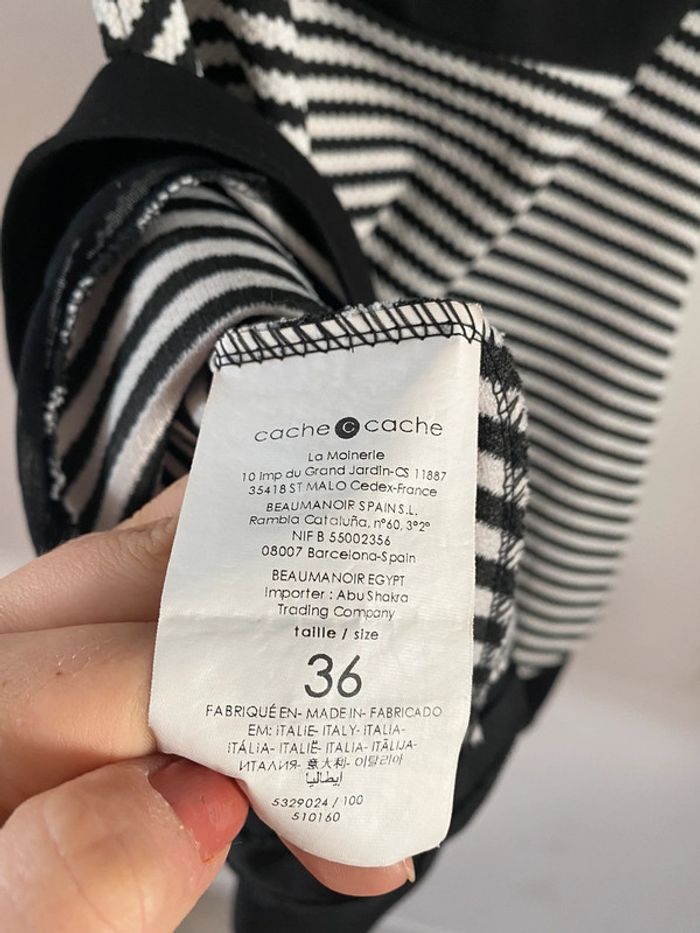 cache c cache
La Moinerie
10 Imp du Grand Jardin-CS 11887
35418 ST MALO Cedex-France
BEAUMANOIR SPAIN S.L.
Rambla Cataluña, nº60, 3º2º
NIF B 55002356
08007 Barcelona-Spain
BEAUMANOIR EGYPT
Importer : Abu Shakra
Trading Company
taille / size
36
FABRIQUÉ EN- MADE IN- FABRICADO
EM: ITALIE- ITALY- ITALIA-
ITÁLIA- ITALIË- ITALIA- ITĀLIJA-
ИТАЛИЯ- 意大利- 이탈리아
إيطاليا
5329024 / 100
510160